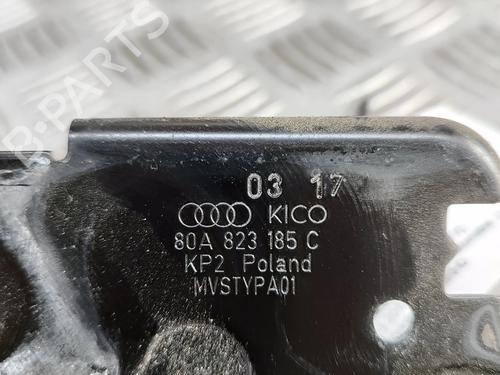 B-PARTS
03 17
KICO
80A 823 185 C
KP2 Poland
MVSTYPA01